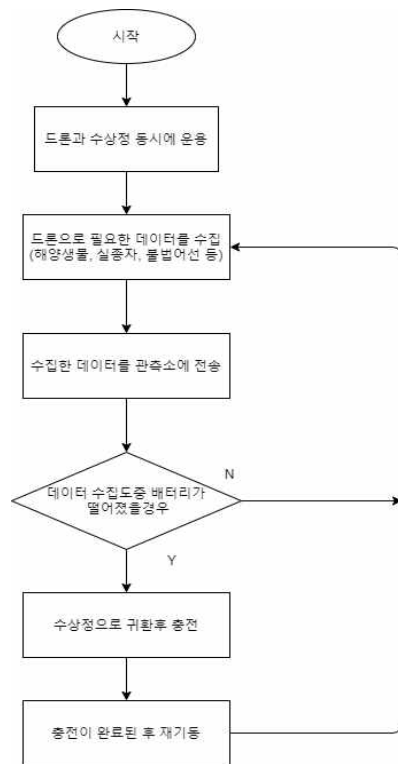 시작
드론과 수상정 동시에 운용
드론으로 필요한 데이터를 수집
(해양생물, 실종자, 불법어선 등)
수집한 데이터를 관측소에 전송
데이터 수집도중 배터리가
떨어졌을경우
N
Y
수상정으로 귀환후 충전
충전이 완료된 후 재기동